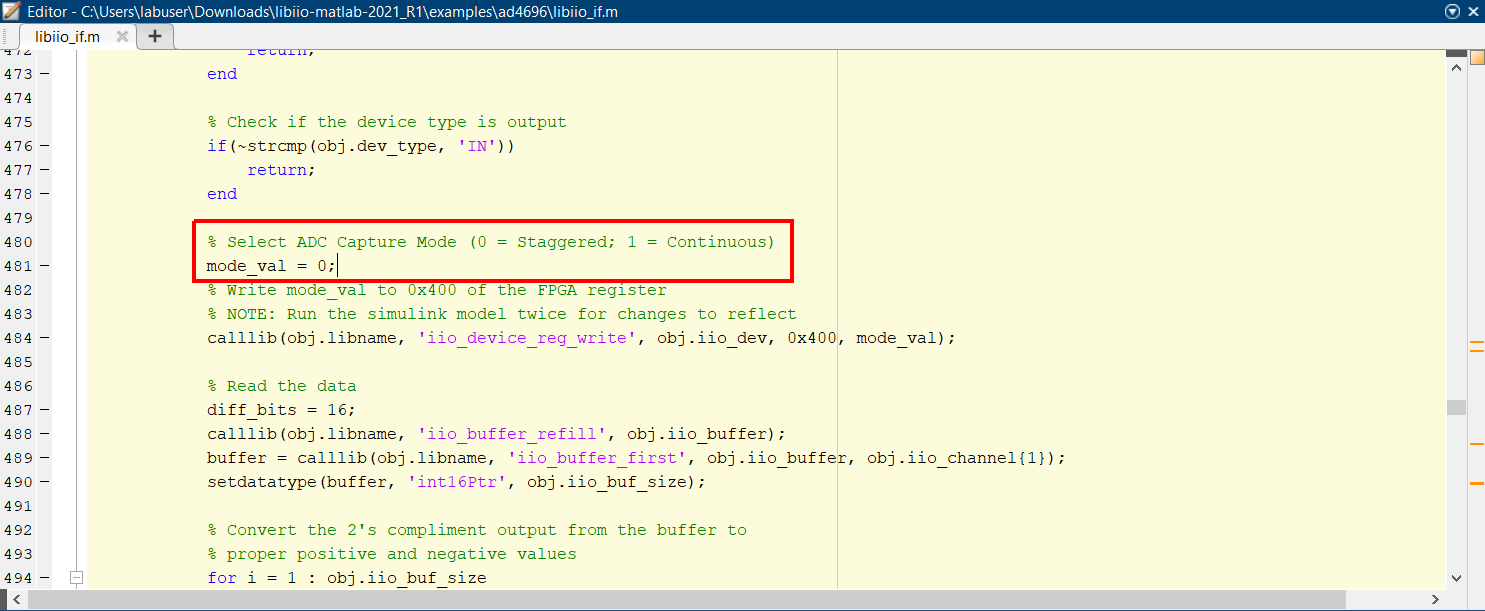 Editor - C:\Users\labuser\Downloads\libiio-matlab-2021_R1\examples\ad4696\libiio_if.m
libiio_if.m
472 return;
473 end
474
475 % Check if the device type is output
476 if(~strcmp(obj.dev_type, 'IN'))
477 return;
478 end
479
480 % Select ADC Capture Mode (0 = Staggered; 1 = Continuous)
481 mode_val = 0;
482 % Write mode_val to 0x400 of the FPGA register
483 % NOTE: Run the simulink model twice for changes to reflect
484 calllib(obj.libname, 'iio_device_reg_write', obj.iio_dev, 0x400, mode_val);
485
486 % Read the data
487 diff_bits = 16;
488 calllib(obj.libname, 'iio_buffer_refill', obj.iio_buffer);
489 buffer = calllib(obj.libname, 'iio_buffer_first', obj.iio_buffer, obj.iio_channel{1});
490 setdatatype(buffer, 'int16Ptr', obj.iio_buf_size);
491
492 % Convert the 2's compliment output from the buffer to
493 % proper positive and negative values
494 for i = 1 : obj.iio_buf_size